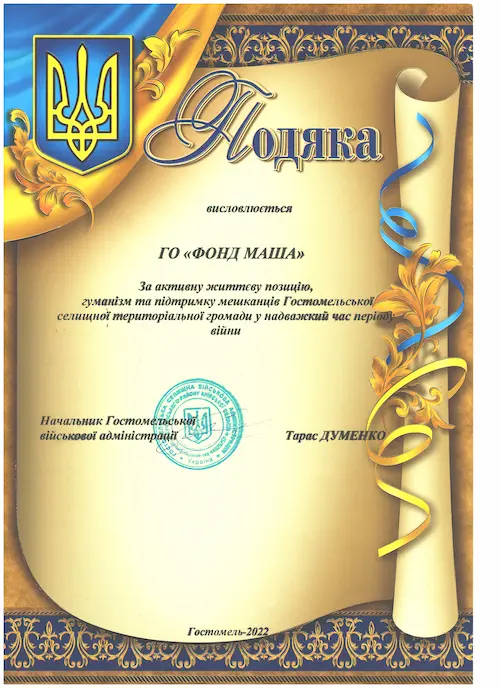 Подяка
висловлюється
ГО «ФОНД МАША»
За активну життєву позицію,
гуманізм та підтримку мешканців Гостомельської
селищної територіальної громади у надважкий час періоду
війни
Начальник Гостомельської
військової адміністрації
Тарас ДУМЕНКО
Україна
Гостомель-2022